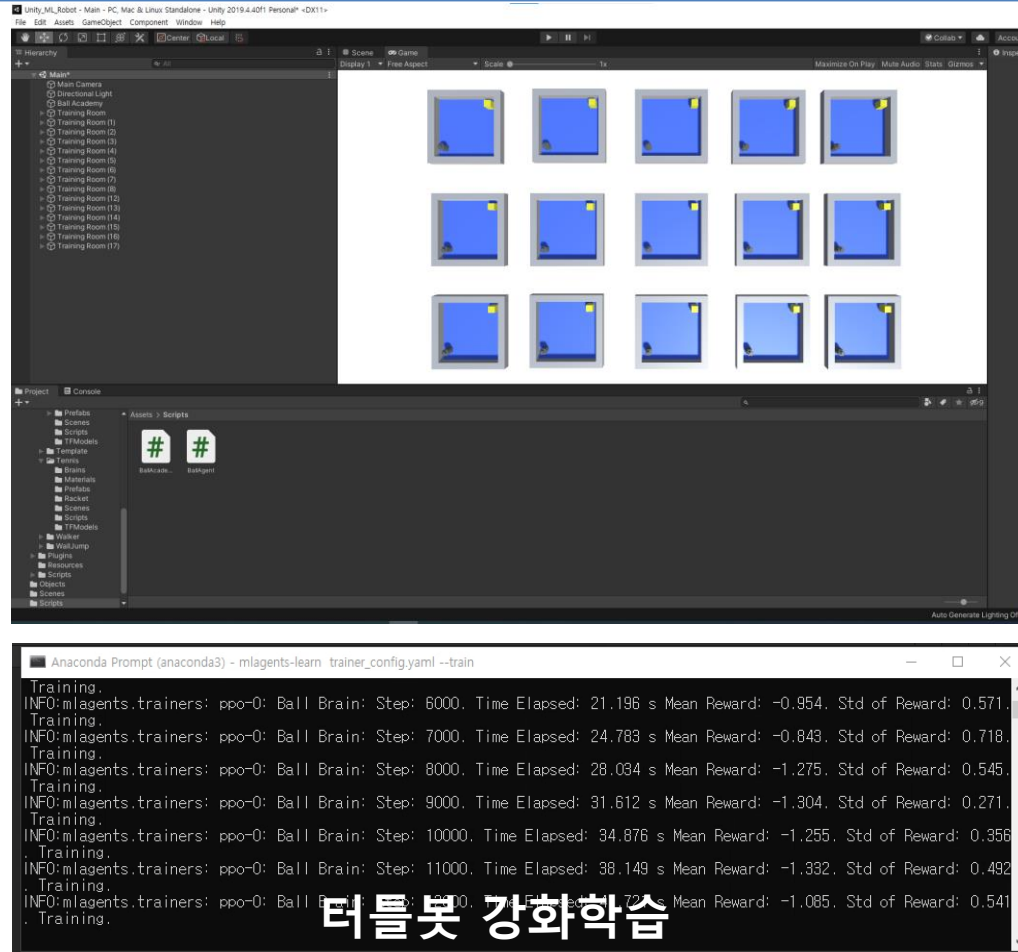 Unity_ML_Robot - Main - PC, Mac & Linux Standalone - Unity 2019.4.40f1 Personal* <DX11>
File Edit Assets GameObject Component Window Help
Center Local Collab Accou
Hierarchy Scene Game Inspe
All Display 1 Free Aspect Scale 1x Maximize On Play Mute Audio Stats Gizmos
Main*
Main Camera
Directional Light
Ball Academy
Training Room
Training Room (1)
Training Room (2)
Training Room (3)
Training Room (4)
Training Room (5)
Training Room (6)
Training Room (7)
Training Room (8)
Training Room (12)
Training Room (13)
Training Room (14)
Training Room (15)
Training Room (16)
Training Room (17)
Project Console
9
Prefabs
Scenes
Scripts
TFModels
Template
Tennis
Brains
Materials
Prefabs
Racket
Scenes
Scripts
TFModels
Walker
WallJump
Plugins
Resources
Scripts
Objects
Scenes
Scripts
Assets > Scripts
# #
BallAcade... BallAgent
Auto Generate Lighting Of
Anaconda Prompt (anaconda3) - mlagents-learn trainer_config.yaml --train
Training.
INFO:mlagents.trainers: ppo-0: Ball Brain: Step: 6000. Time Elapsed: 21.196 s Mean Reward: -0.954. Std of Reward: 0.571.
Training.
INFO:mlagents.trainers: ppo-0: Ball Brain: Step: 7000. Time Elapsed: 24.783 s Mean Reward: -0.843. Std of Reward: 0.718.
Training.
INFO:mlagents.trainers: ppo-0: Ball Brain: Step: 8000. Time Elapsed: 28.034 s Mean Reward: -1.275. Std of Reward: 0.545.
Training.
INFO:mlagents.trainers: ppo-0: Ball Brain: Step: 9000. Time Elapsed: 31.612 s Mean Reward: -1.304. Std of Reward: 0.271.
Training.
INFO:mlagents.trainers: ppo-0: Ball Brain: Step: 10000. Time Elapsed: 34.876 s Mean Reward: -1.255. Std of Reward: 0.356
. Training.
INFO:mlagents.trainers: ppo-0: Ball Brain: Step: 11000. Time Elapsed: 38.149 s Mean Reward: -1.332. Std of Reward: 0.492
. Training.
INFO:mlagents.trainers: ppo-0: Ball s Mean Reward: -1.085. Std of Reward: 0.541
. Training.
터틀봇 강화학습